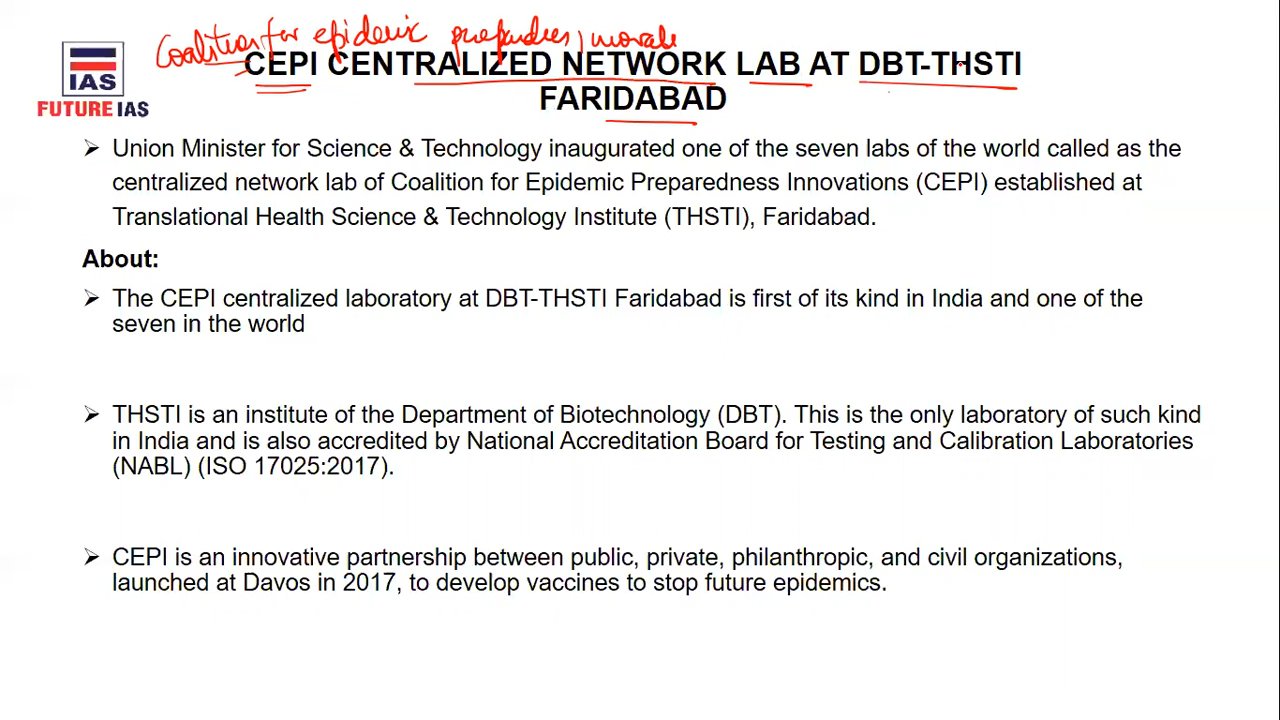 Coalition for epidemic
CEPI CENTRALIZED NETWORK LAB AT DBT-THSTI
FARIDABAD
IAS
FUTURE IAS
➢ Union Minister for Science & Technology inaugurated one of the seven labs of the world called as the
centralized network lab of Coalition for Epidemic Preparedness Innovations (CEPI) established at
Translational Health Science & Technology Institute (THSTI), Faridabad.
About:
➢ The CEPI centralized laboratory at DBT-THSTI Faridabad is first of its kind in India and one of the
seven in the world
➢ THSTI is an institute of the Department of Biotechnology (DBT). This is the only laboratory of such kind
in India and is also accredited by National Accreditation Board for Testing and Calibration Laboratories
(NABL) (ISO 17025:2017).
➢ CEPI is an innovative partnership between public, private, philanthropic, and civil organizations,
launched at Davos in 2017, to develop vaccines to stop future epidemics.